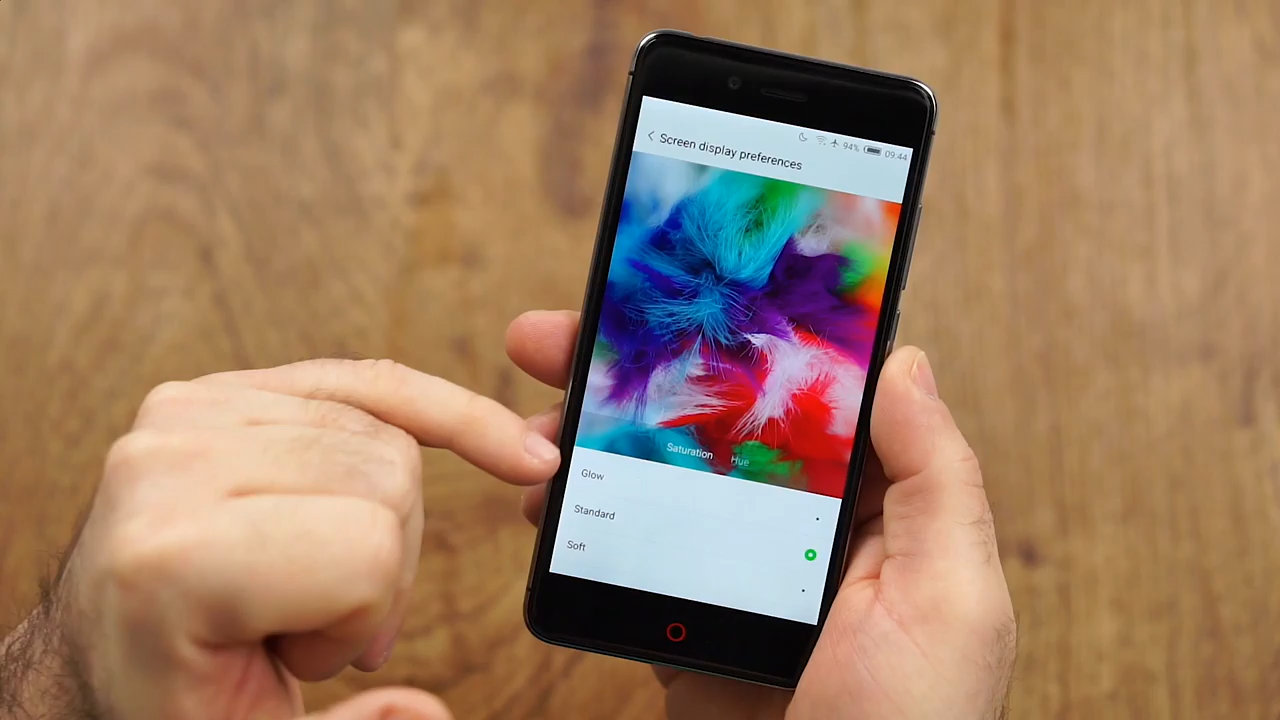 94% 09:44
Screen display preferences
Saturation Hue
Glow
Standard
Soft